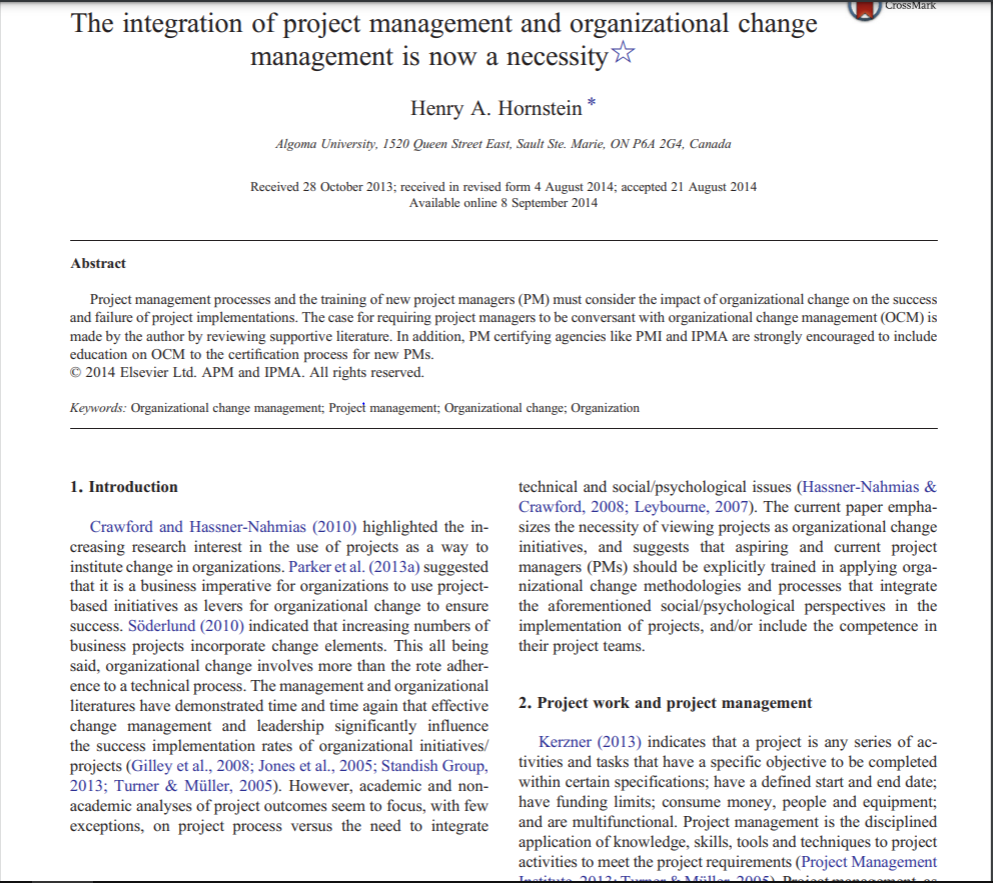 CrossMark
The integration of project management and organizational change
management is now a necessity☆
Henry A. Hornstein *
Algoma University, 1520 Queen Street East, Sault Ste. Marie, ON P6A 2G4, Canada
Received 28 October 2013; received in revised form 4 August 2014; accepted 21 August 2014
Available online 8 September 2014
Abstract
Project management processes and the training of new project managers (PM) must consider the impact of organizational change on the success
and failure of project implementations. The case for requiring project managers to be conversant with organizational change management (OCM) is
made by the author by reviewing supportive literature. In addition, PM certifying agencies like PMI and IPMA are strongly encouraged to include
education on OCM to the certification process for new PMs.
© 2014 Elsevier Ltd. APM and IPMA. All rights reserved.
Keywords: Organizational change management; Project management; Organizational change; Organization
1. Introduction
Crawford and Hassner-Nahmias (2010) highlighted the in-
creasing research interest in the use of projects as a way to
institute change in organizations. Parker et al. (2013a) suggested
that it is a business imperative for organizations to use project-
based initiatives as levers for organizational change to ensure
success. Söderlund (2010) indicated that increasing numbers of
business projects incorporate change elements. This all being
said, organizational change involves more than the rote adher-
ence to a technical process. The management and organizational
literatures have demonstrated time and time again that effective
change management and leadership significantly influence
the success implementation rates of organizational initiatives/
projects (Gilley et al., 2008; Jones et al., 2005; Standish Group,
2013; Turner & Müller, 2005). However, academic and non-
academic analyses of project outcomes seem to focus, with few
exceptions, on project process versus the need to integrate
technical and social/psychological issues (Hassner-Nahmias &
Crawford, 2008; Leybourne, 2007). The current paper empha-
sizes the necessity of viewing projects as organizational change
initiatives, and suggests that aspiring and current project
managers (PMs) should be explicitly trained in applying orga-
nizational change methodologies and processes that integrate
the aforementioned social/psychological perspectives in the
implementation of projects, and/or include the competence in
their project teams.
2. Project work and project management
Kerzner (2013) indicates that a project is any series of ac-
tivities and tasks that have a specific objective to be completed
within certain specifications; have a defined start and end date;
have funding limits; consume money, people and equipment;
and are multifunctional. Project management is the disciplined
application of knowledge, skills, tools and techniques to project
activities to meet the project requirements (Project Management
Institute, 2013; Turner & Müller, 2005). Project management, as